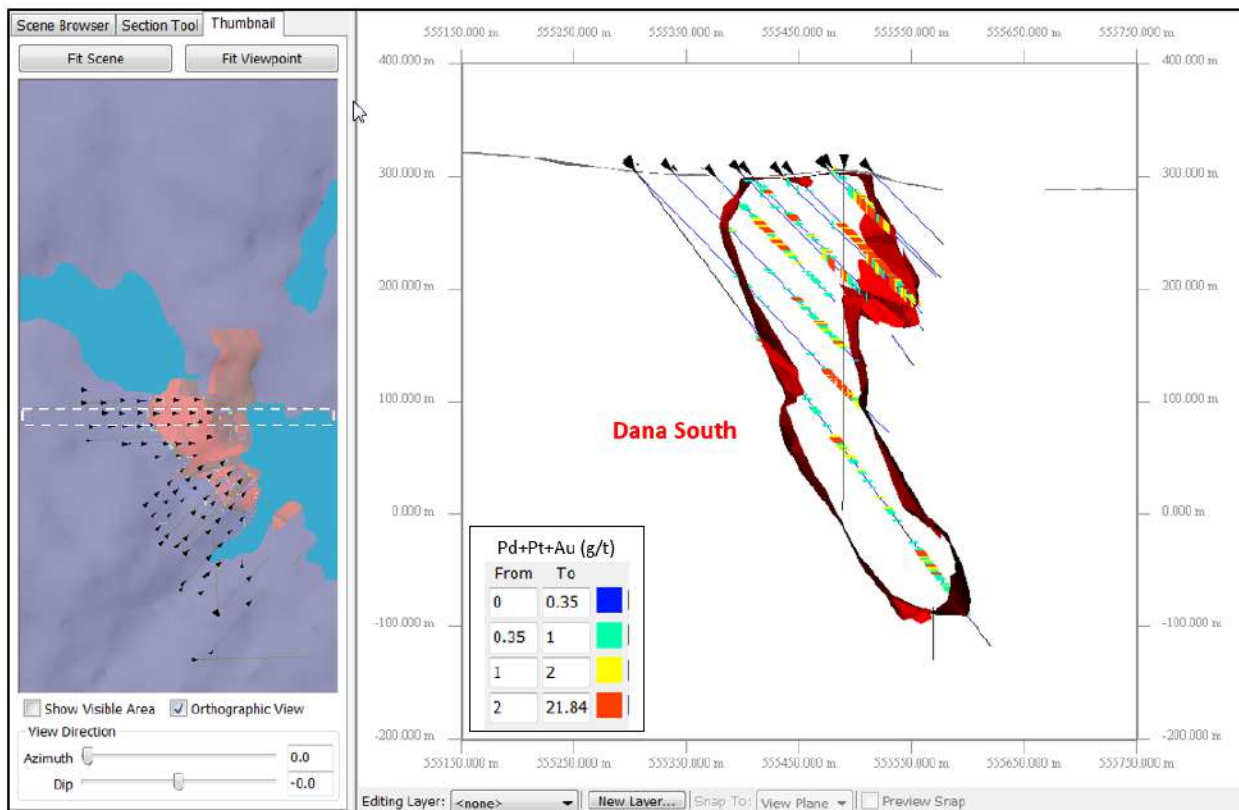 Scene Browser Section Tool Thumbnail
Fit Scene Fit Viewpoint
Show Visible Area Orthographic View
View Direction
Azimuth 0.0
Dip -0.0
555150.000 m 555250.000 m 555350.000 m 555450.000 m 555550.000 m 555650.000 m 555750.000 m
400.000 m 400.000 m
300.000 m 300.000 m
200.000 m 200.000 m
100.000 m 100.000 m
Dana South
0.000 m 0.000 m
Pd+Pt+Au (g/t)
From To
0 0.35
0.35 1
1 2
2 21.84
-100.000 m -100.000 m
-200.000 m -200.000 m
555150.000 m 555250.000 m 555350.000 m 555450.000 m 555550.000 m 555650.000 m 555750.000 m
Editing Layer: <none> New Layer... Snap To: View Plane Preview Snap